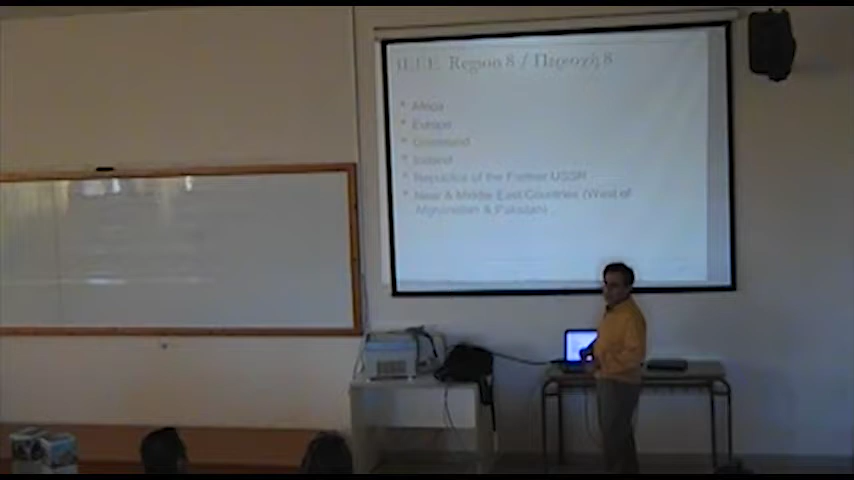 I.E.E.E. Region 8 / Περιοχή 8
Africa
Europe
Greenland
Iceland
Republics of the Former USSR
Near & Middle East Countries (West of
Afghanistan & Pakistan)